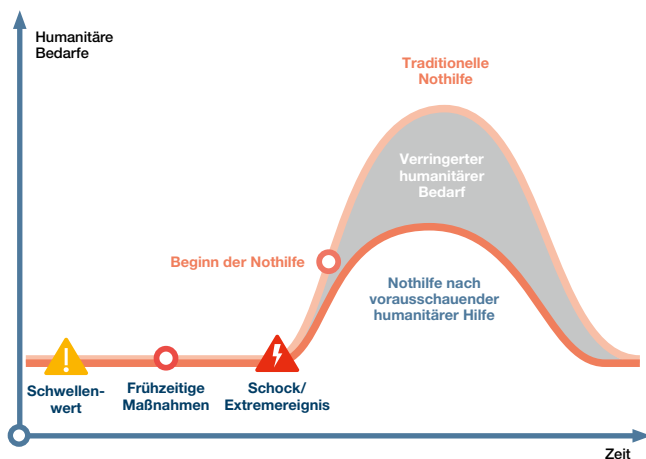 Humanitäre
Bedarfe
Traditionelle
Nothilfe
Verringerter
humanitärer
Bedarf
Beginn der Nothilfe
Nothilfe nach
vorausschauender
humanitärer Hilfe
Schwellen-
wert
Frühzeitige
Maßnahmen
Schock/
Extremereignis
Zeit